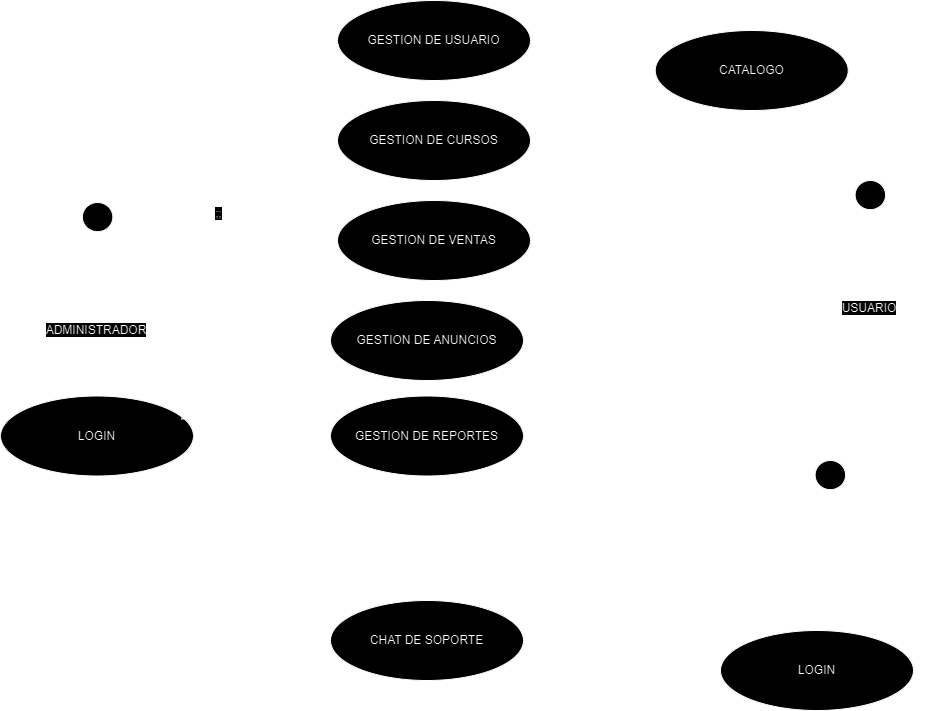 GESTION DE USUARIO
CATALOGO
GESTION DE CURSOS
GESTION DE VENTAS
USUARIO
ADMINISTRADOR
GESTION DE ANUNCIOS
LOGIN
GESTION DE REPORTES
CHAT DE SOPORTE
LOGIN